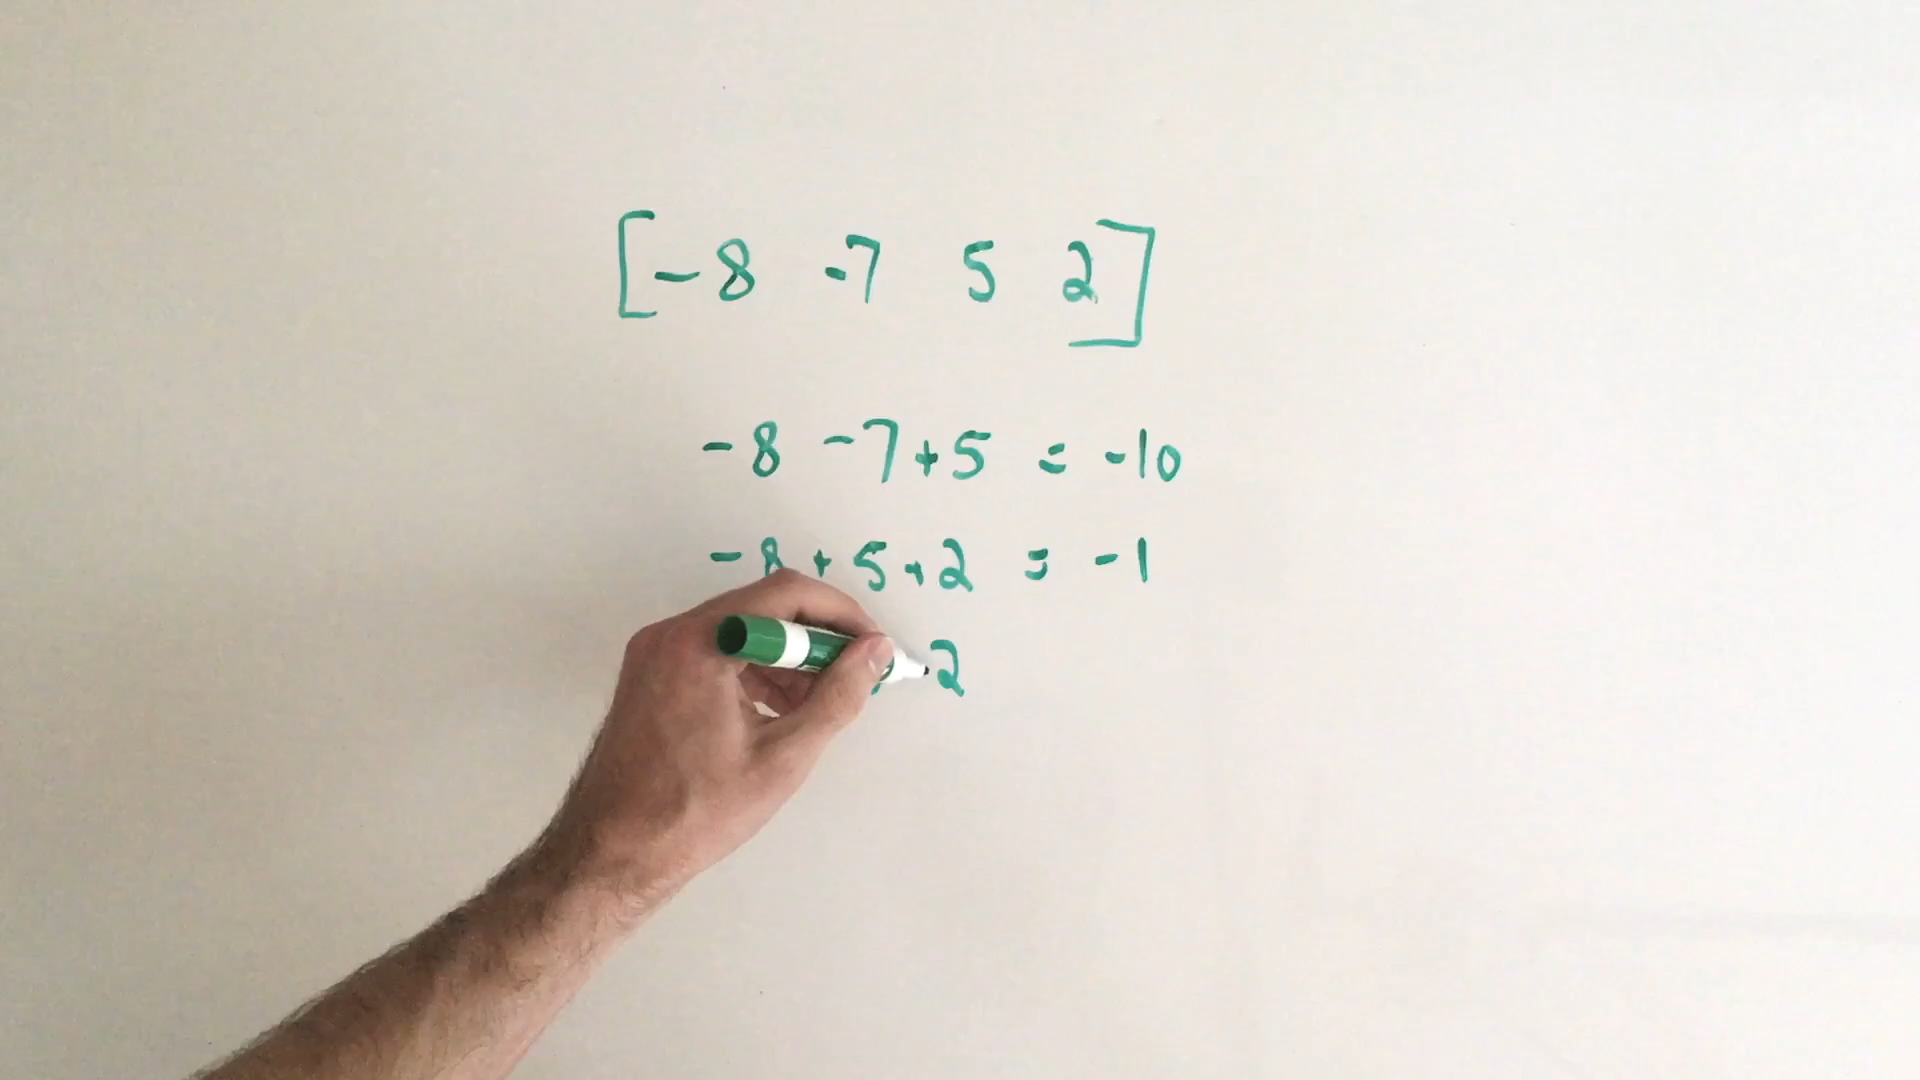 [-8 -7 5 2]
-8 -7+5 = -10
-8 + 5 + 2 = -1
2